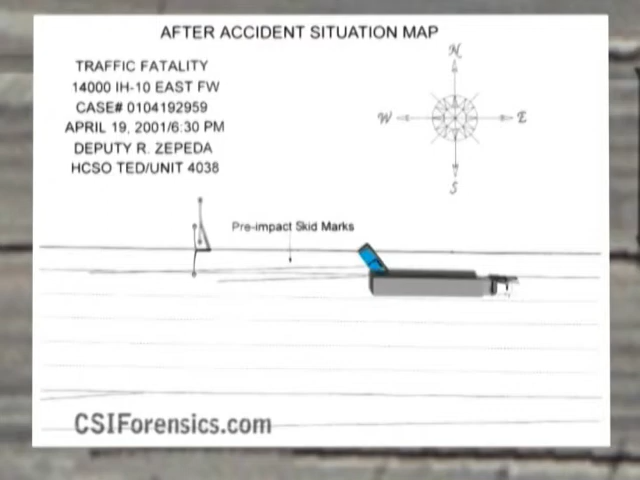 AFTER ACCIDENT SITUATION MAP
TRAFFIC FATALITY
14000 IH-10 EAST FW
CASE# 0104192959
APRIL 19, 2001/6:30 PM
DEPUTY R. ZEPEDA
HCSO TED/UNIT 4038
N
W E
S
Pre-impact Skid Marks
CSIForensics.com